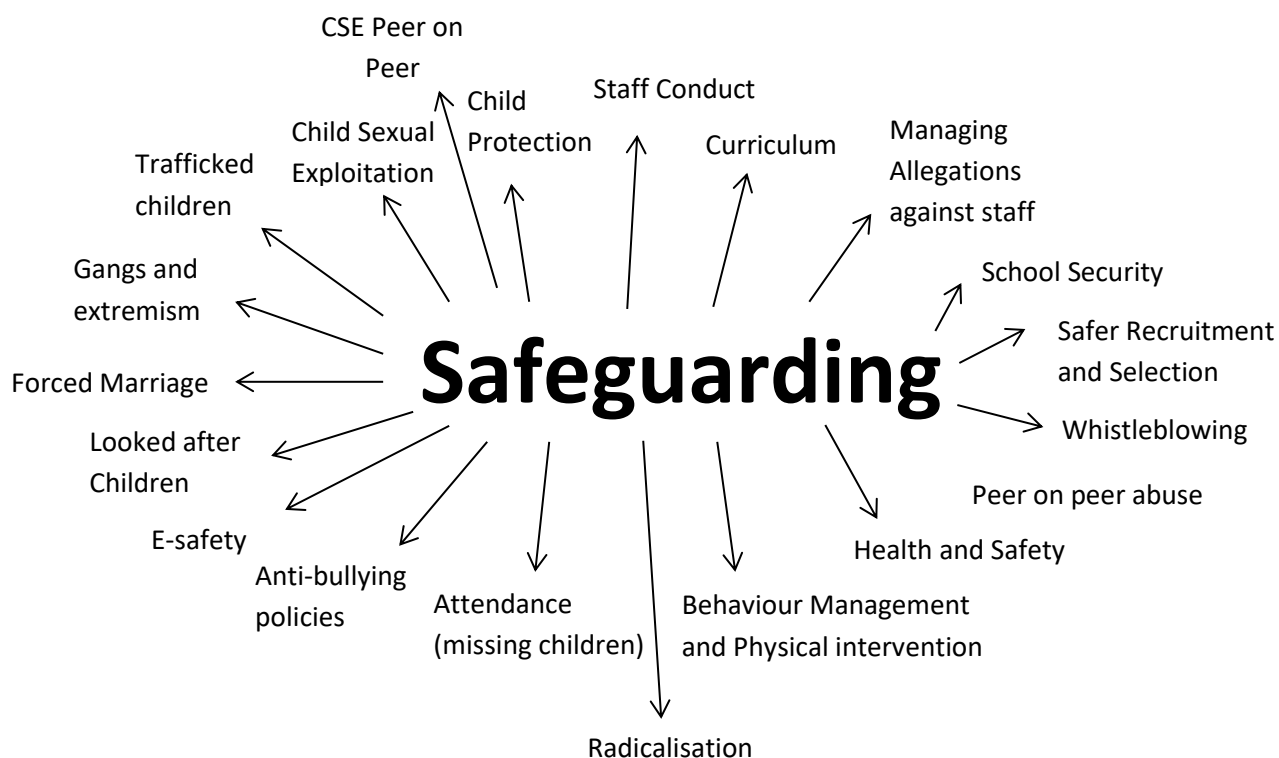 CSE Peer on
Peer
Child
Protection
Staff Conduct
Child Sexual
Exploitation
Curriculum
Managing
Allegations
against staff
Trafficked
children
Gangs and
extremism
School Security
Safer Recruitment
and Selection
Safeguarding
Forced Marriage
Whistleblowing
Looked after
Children
Peer on peer abuse
E-safety
Health and Safety
Anti-bullying
policies
Attendance
(missing children)
Behaviour Management
and Physical intervention
Radicalisation